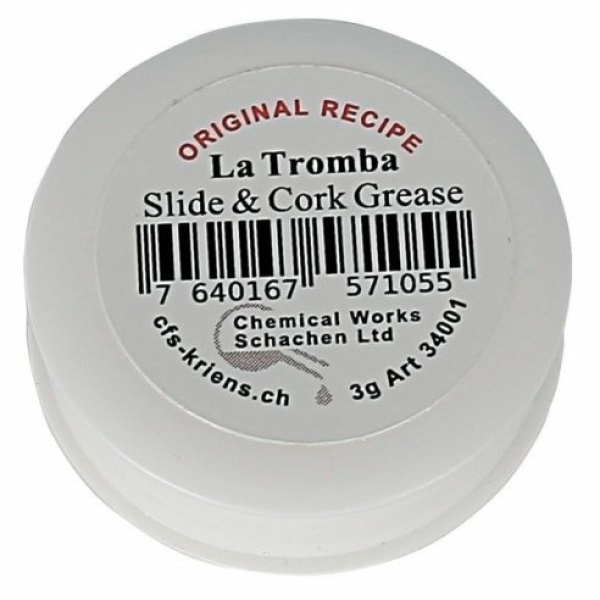 ORIGINAL RECIPE
La Tromba
Slide & Cork Grease
7 640167 571055
Chemical Works
Schachen Ltd
cfs-kriens.ch
3g Art 34001